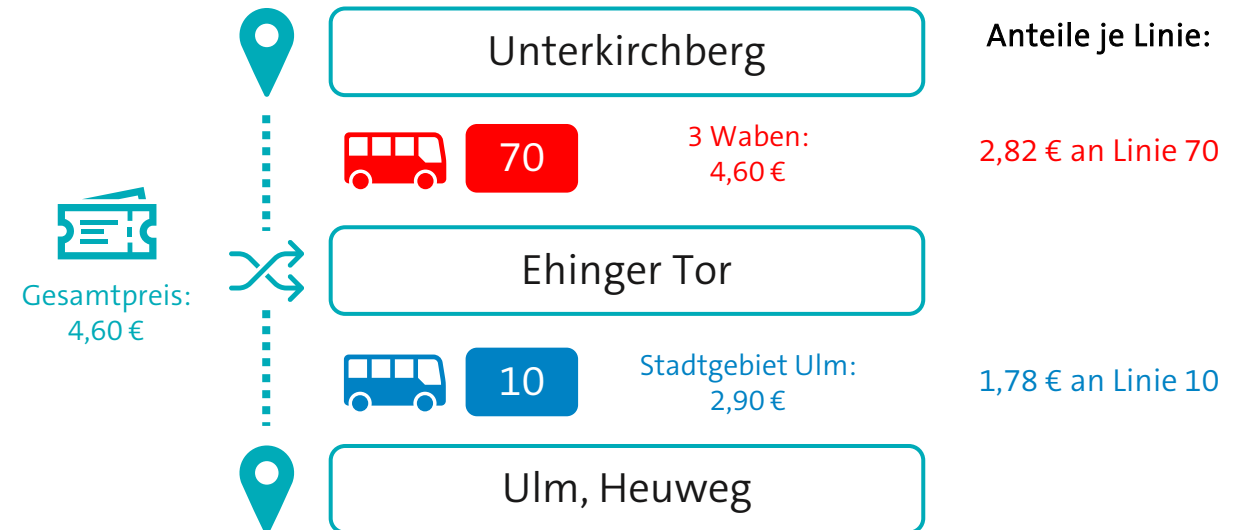 Unterkirchberg
Anteile je Linie:
70
3 Waben:
4,60 €
2,82 € an Linie 70
Ehinger Tor
Gesamtpreis:
4,60 €
10
Stadtgebiet Ulm:
2,90 €
1,78 € an Linie 10
Ulm, Heuweg